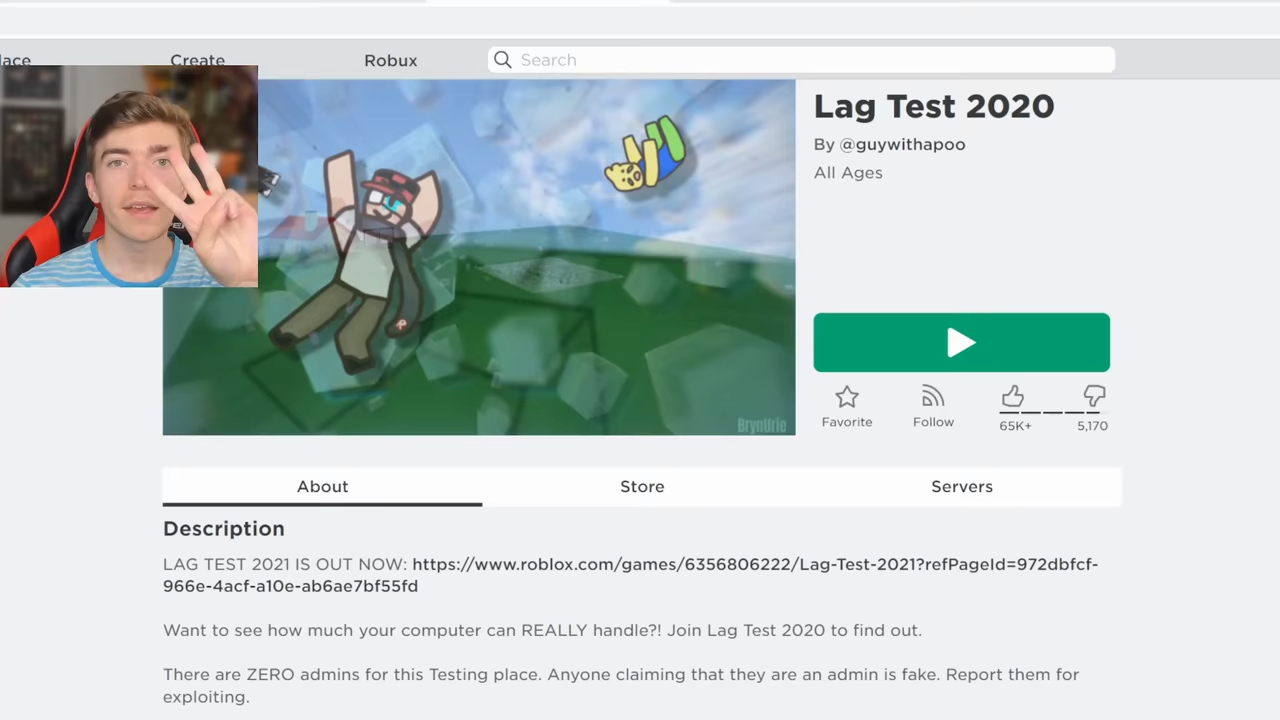 lace
Create
Robux
Search
Lag Test 2020
By @guywithapoo
All Ages
Favorite
Follow
65K+
5,170
BrynUrie
About
Store
Servers
Description
LAG TEST 2021 IS OUT NOW: https://www.roblox.com/games/6356806222/Lag-Test-2021?refPageId=972dbfcf-
966e-4acf-a10e-ab6ae7bf55fd
Want to see how much your computer can REALLY handle?! Join Lag Test 2020 to find out.
There are ZERO admins for this Testing place. Anyone claiming that they are an admin is fake. Report them for
exploiting.